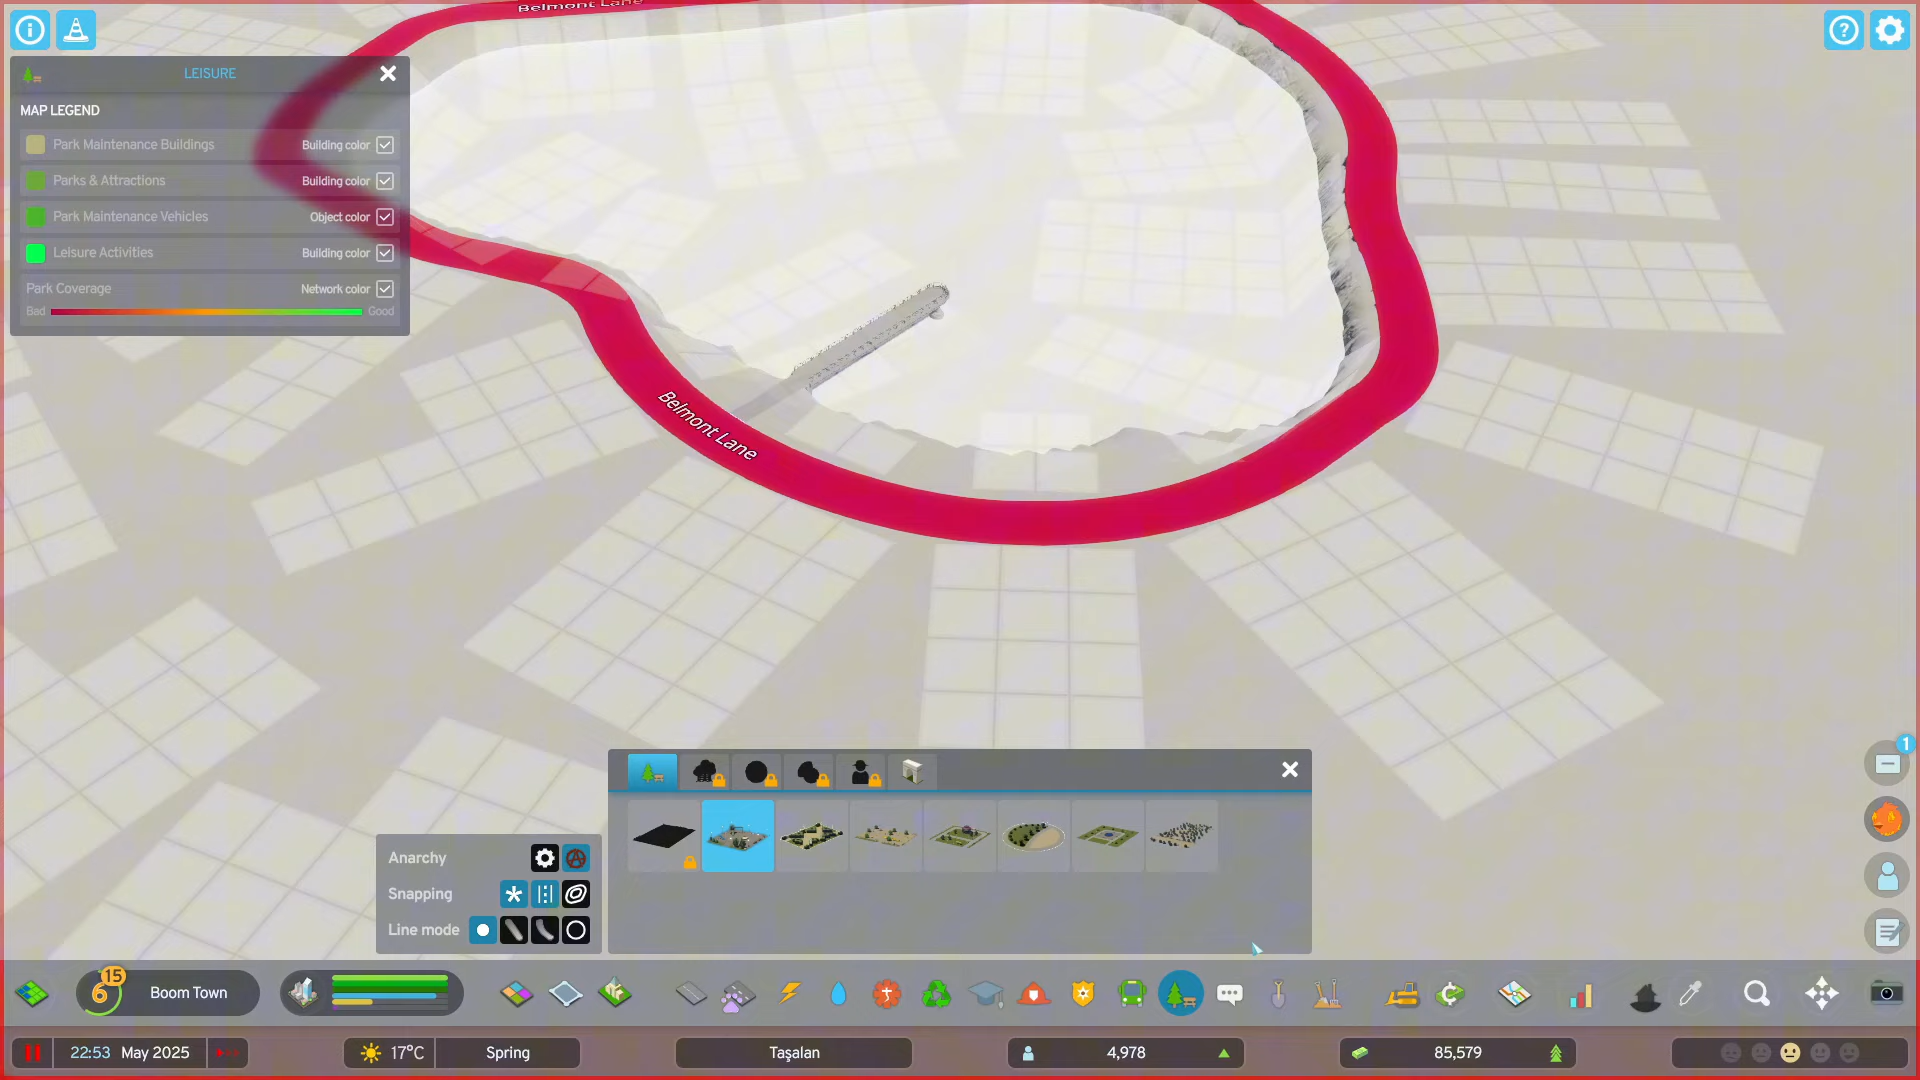 Belmont Lane
LEISURE
MAP LEGEND
Park Maintenance Buildings Building color
Parks & Attractions Building color
Park Maintenance Vehicles Object color
Leisure Activities Building color
Park Coverage Network color
Bad Good
Belmont Lane
1
Anarchy
Snapping
Line mode
15
6
Boom Town
22:53 May 2025
17°C Spring
Taşalan
4,978
85,579